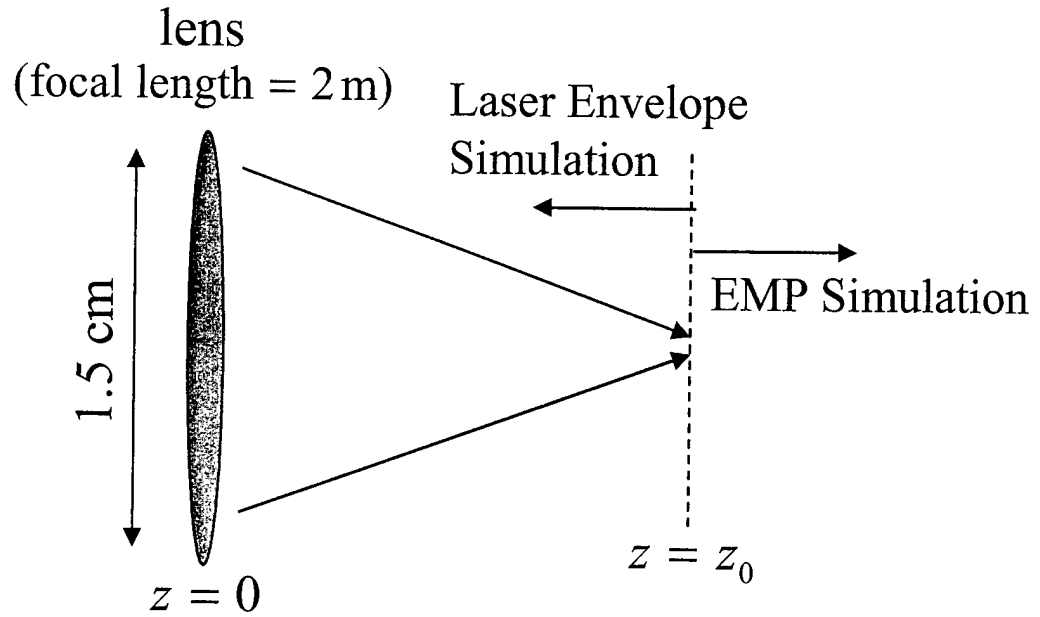 lens
(focal length = 2 m)
Laser Envelope
Simulation
EMP Simulation
1.5 cm
z = 0
z = z₀